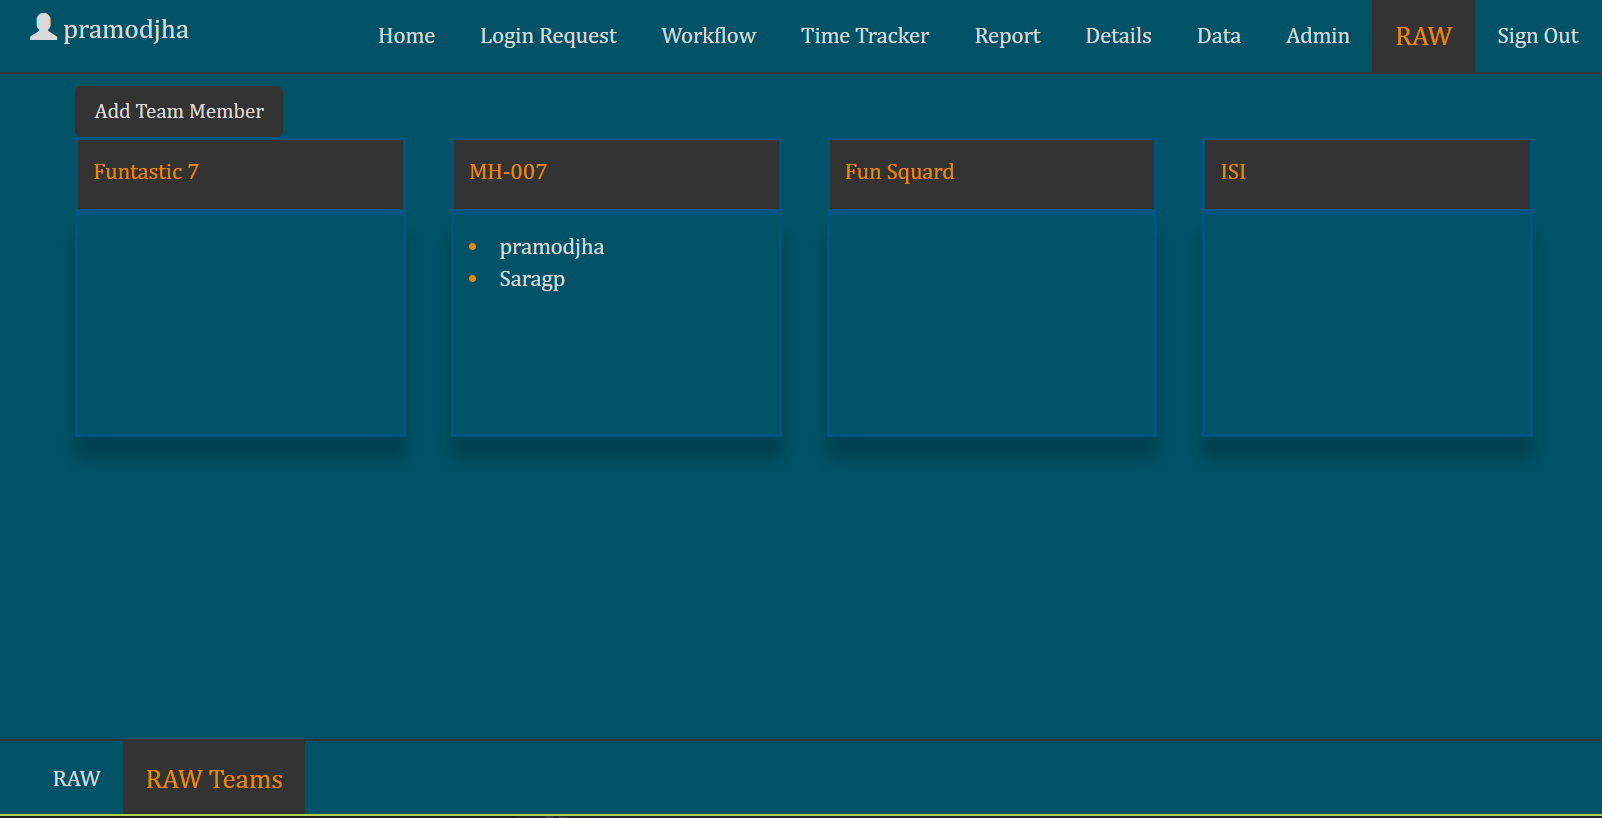 pramodjha
Home Login Request Workflow Time Tracker Report Details Data Admin RAW Sign Out
Add Team Member
Funtastic 7 MH-007 Fun Squard ISI
pramodjha
Saragp
RAW RAW Teams